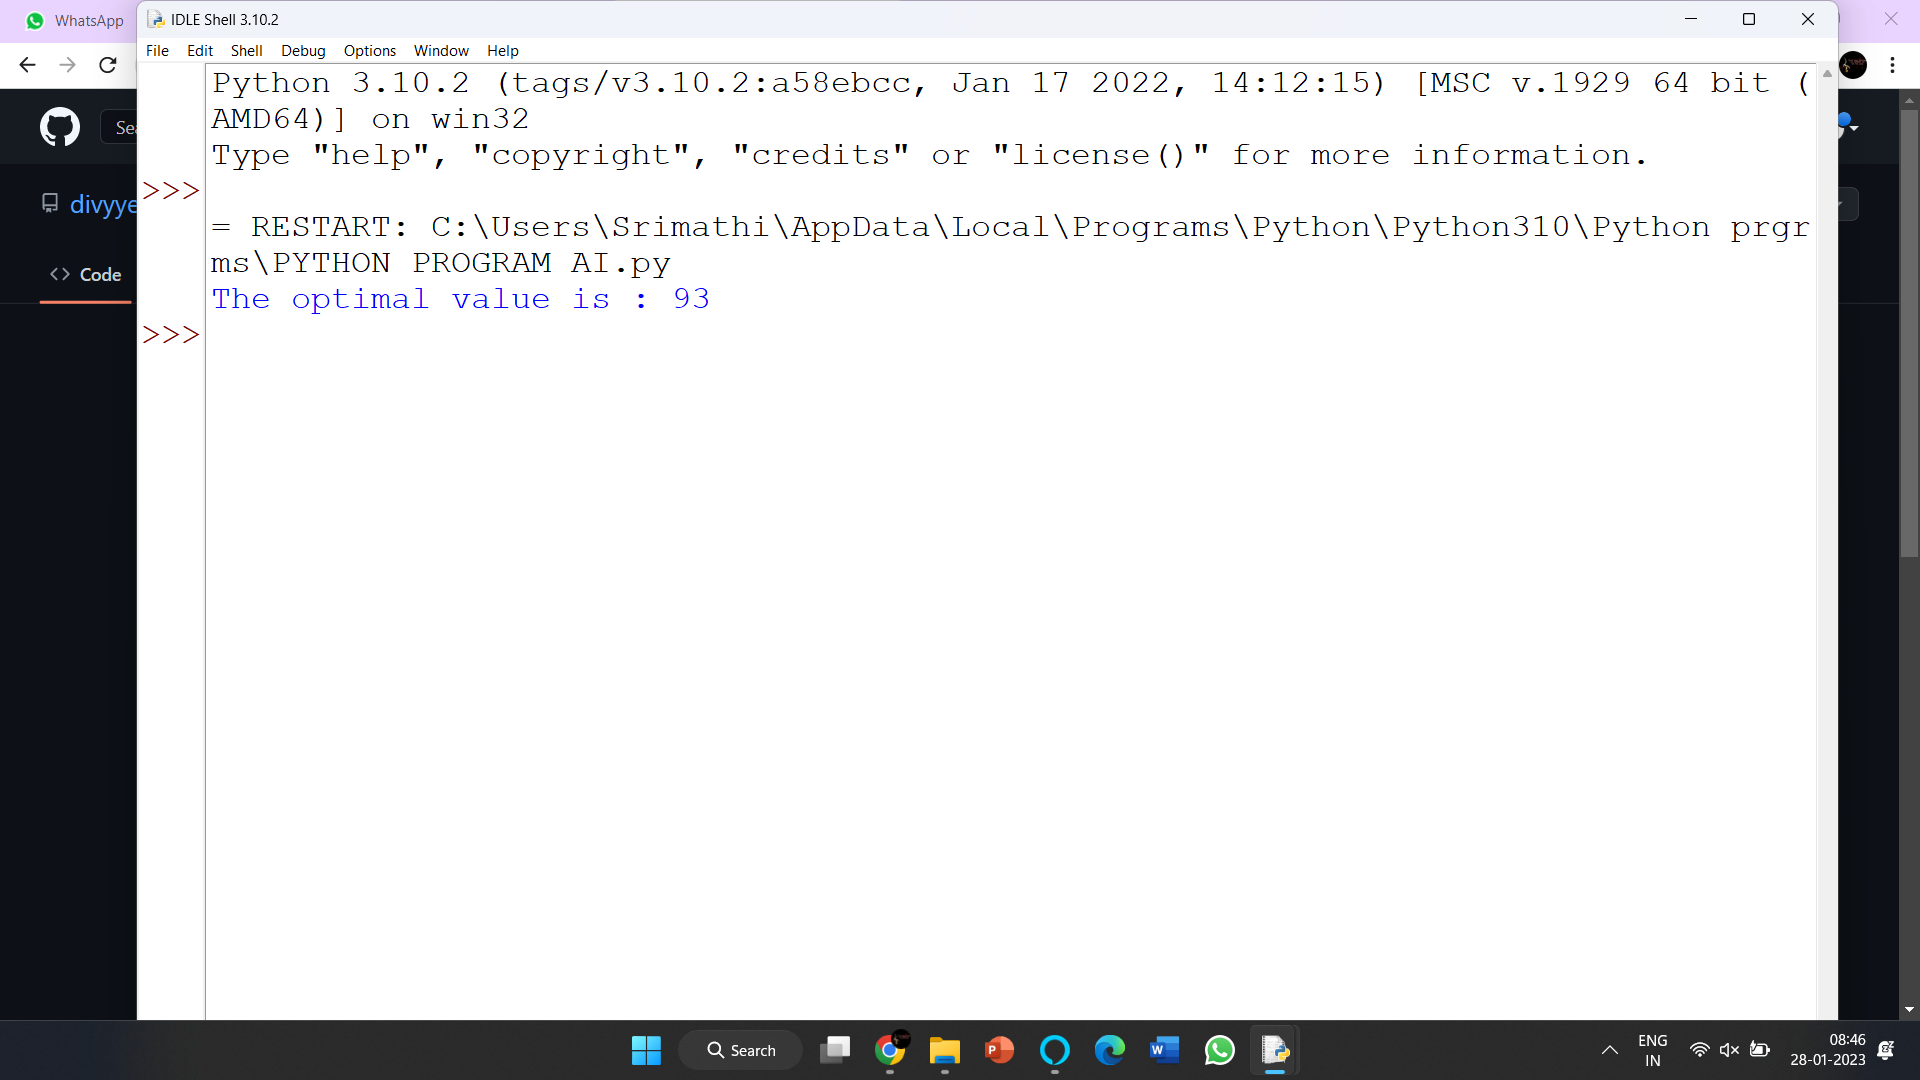 WhatsApp
IDLE Shell 3.10.2
File Edit Shell Debug Options Window Help
Python 3.10.2 (tags/v3.10.2:a58ebcc, Jan 17 2022, 14:12:15) [MSC v.1929 64 bit (
AMD64)] on win32
Type "help", "copyright", "credits" or "license()" for more information.
>>>
= RESTART: C:\Users\Srimathi\AppData\Local\Programs\Python\Python310\Python prgr
ms\PYTHON PROGRAM AI.py
The optimal value is : 93
>>>
divyye
<> Code
Search
ENG
IN
08:46
28-01-2023